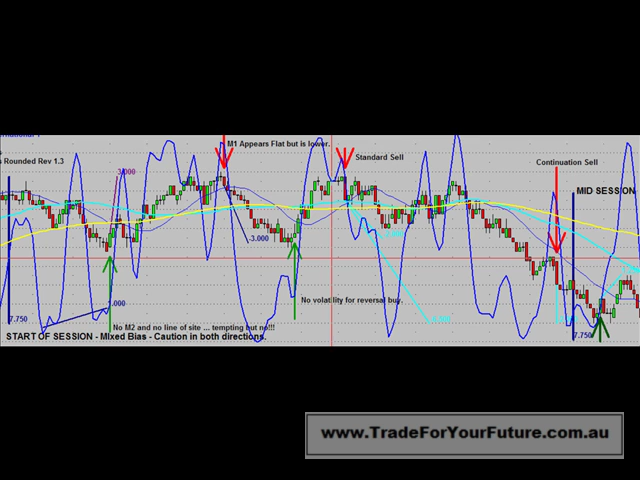 M1 Appears Flat but is lower.
Standard Sell
s Rounded Rev 1.3
Continuation Sell
3.000
MID SESSION
-3.000
No volatility for reversal buy.
7.750
No M2 and no line of site ... tempting but no!!!
START OF SESSION - Mixed Bias - Caution in both directions.
7.750
www.TradeForYourFuture.com.au